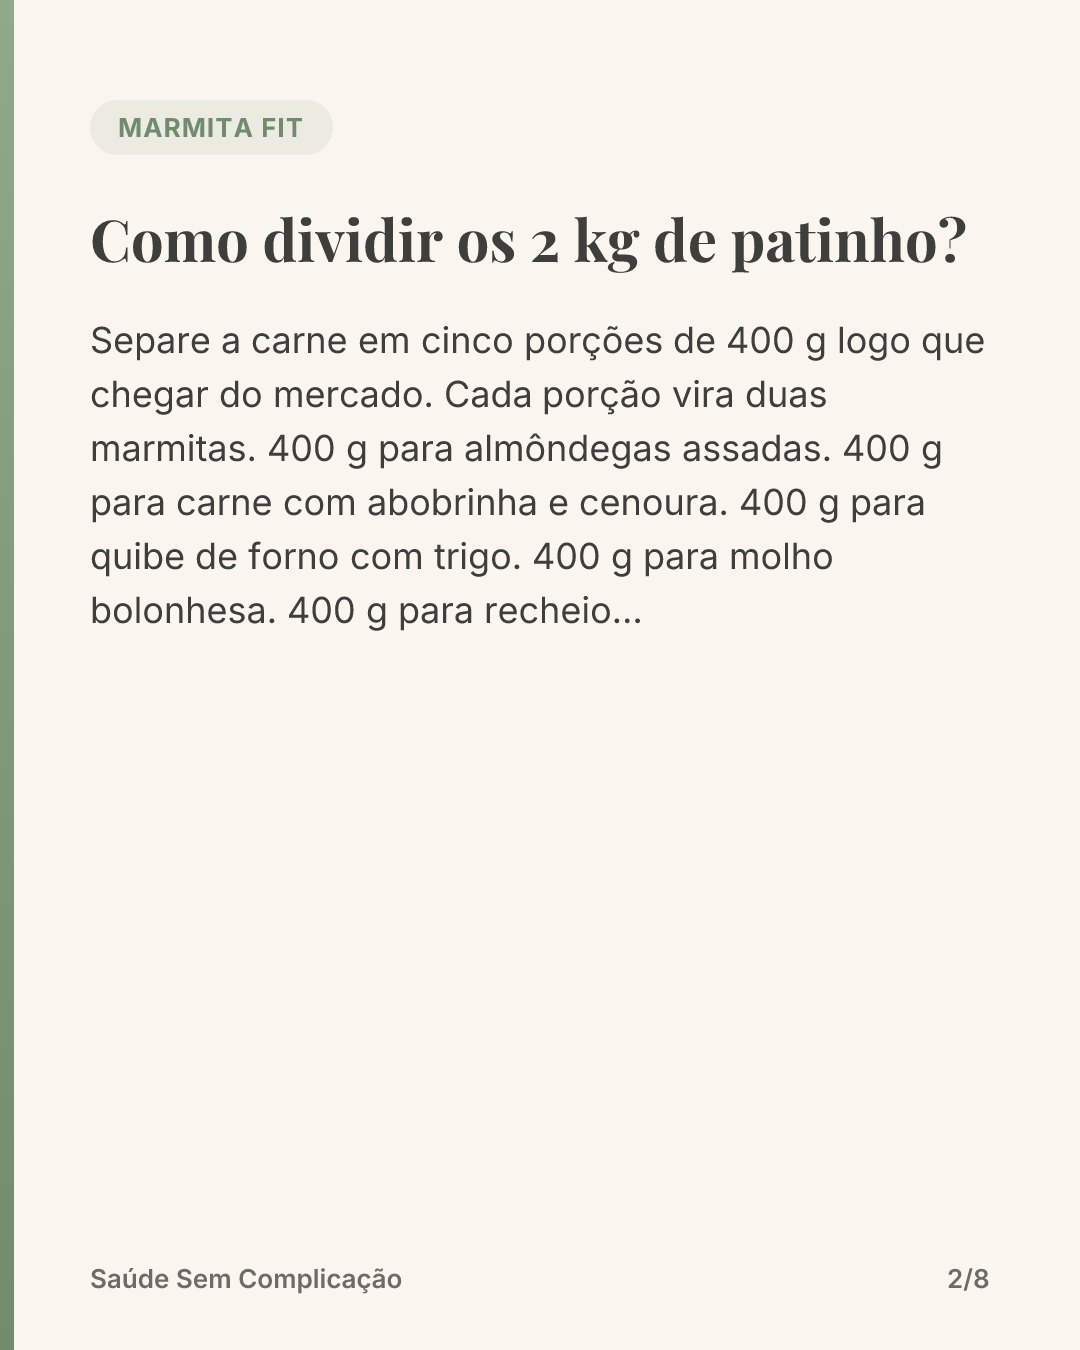 MARMITA FIT
Como dividir os 2 kg de patinho?
Separe a carne em cinco porções de 400 g logo que
chegar do mercado. Cada porção vira duas
marmitas. 400 g para almôndegas assadas. 400 g
para carne com abobrinha e cenoura. 400 g para
quibe de forno com trigo. 400 g para molho
bolonhesa. 400 g para recheio...
Saúde Sem Complicação
2/8